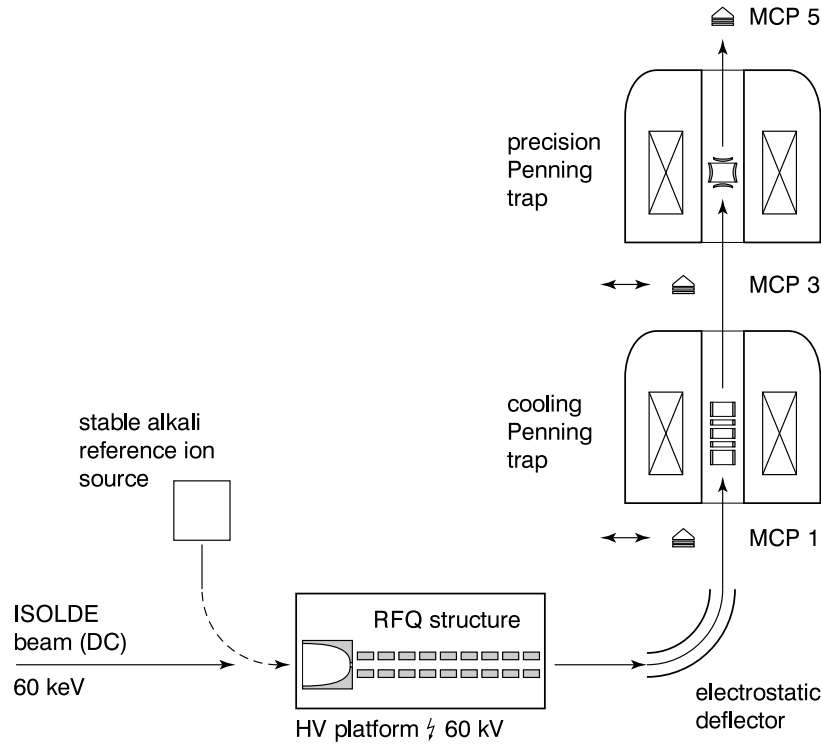 MCP 5
precision
Penning
trap
MCP 3
cooling
Penning
trap
MCP 1
stable alkali
reference ion
source
ISOLDE
beam (DC)
60 keV
RFQ structure
HV platform 60 kV
electrostatic
deflector